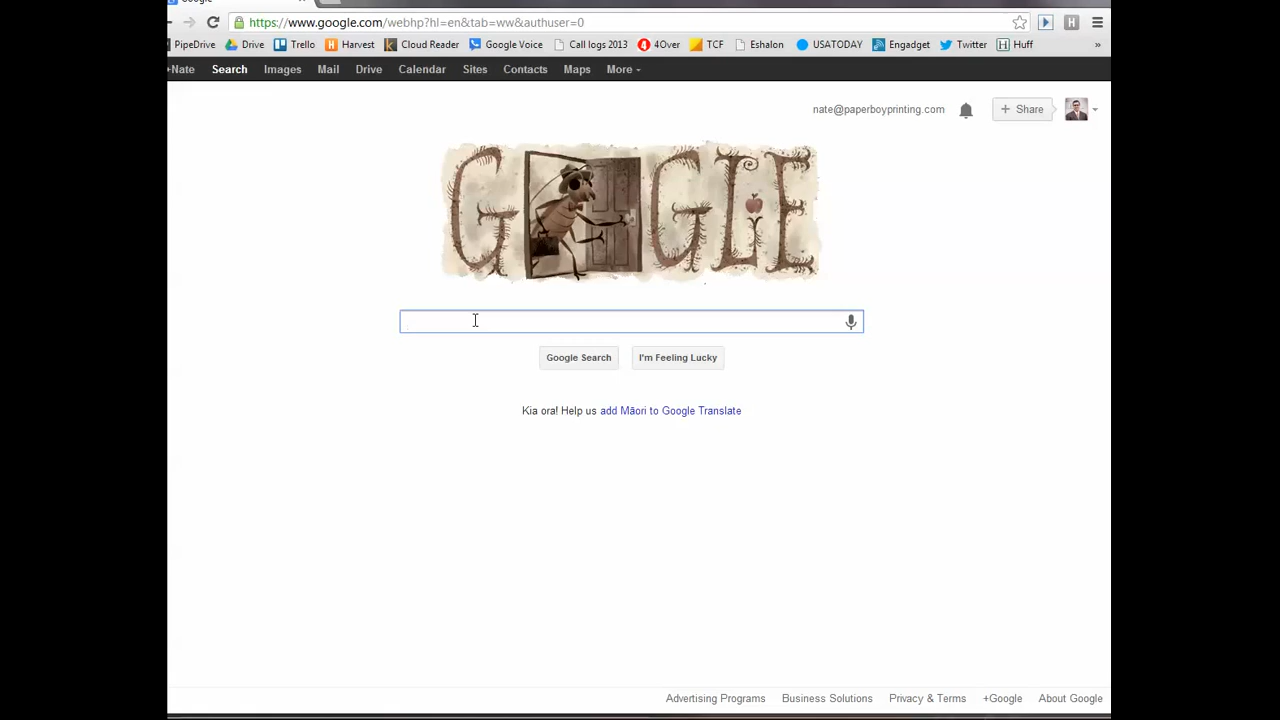 Google
https://www.google.com/webhp?hl=en&tab=ww&authuser=0
PipeDrive Drive Trello Harvest Cloud Reader Google Voice Call logs 2013 4Over TCF Eshalon USATODAY Engadget Twitter Huff »
+Nate Search Images Mail Drive Calendar Sites Contacts Maps More
nate@paperboyprinting.com + Share
GOOGLE
Google Search I'm Feeling Lucky
Kia ora! Help us add Māori to Google Translate
Advertising Programs Business Solutions Privacy & Terms +Google About Google